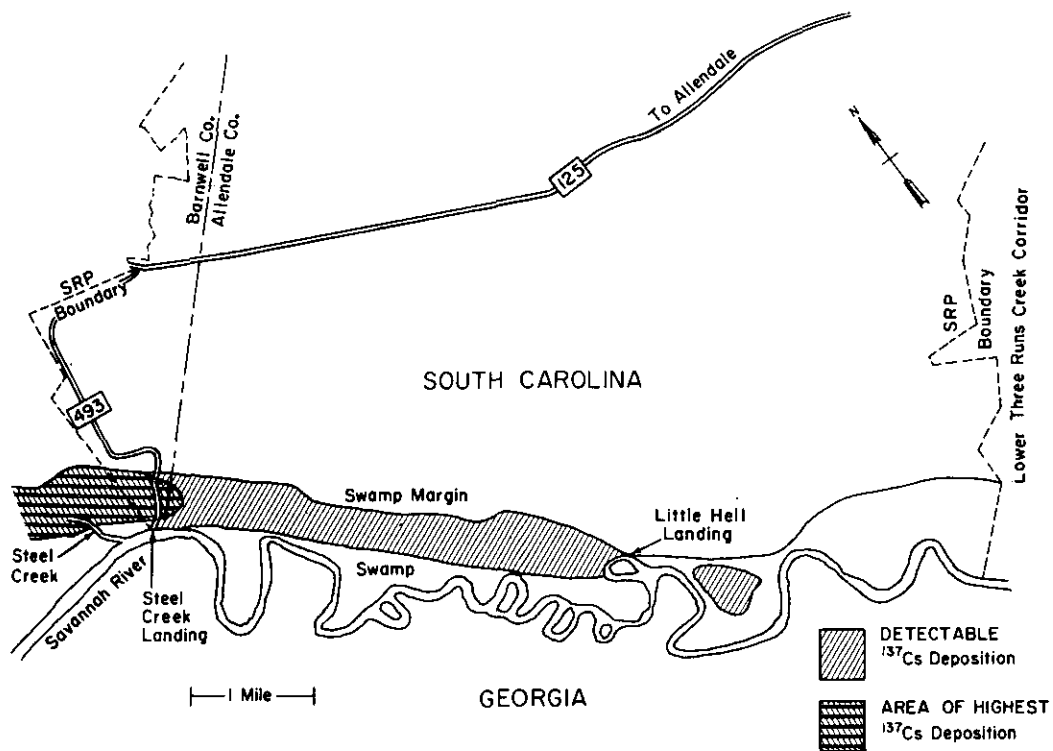 To Allendale
N
125
Barnwell Co.
Allendale Co.
SRP
Boundary
SRP
Boundary
Lower Three Runs Creek Corridor
SOUTH CAROLINA
493
Swamp Margin
Little Hell
Landing
Steel
Creek
Swamp
Savannah River
Steel
Creek
Landing
DETECTABLE
137Cs Deposition
1 Mile
GEORGIA
AREA OF HIGHEST
137Cs Deposition